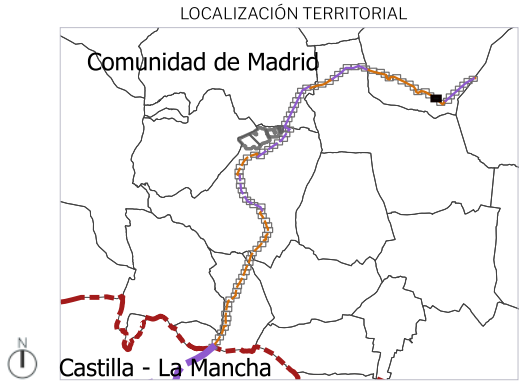 LOCALIZACIÓN TERRITORIAL
Comunidad de Madrid
N
Castilla - La Mancha